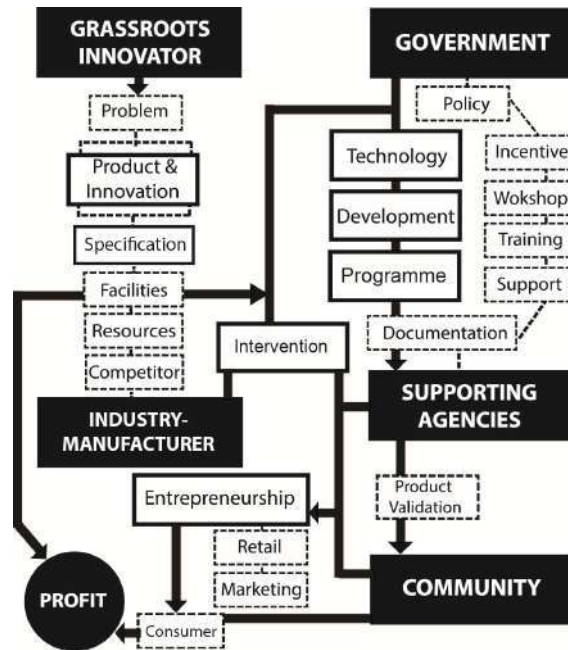 GRASSROOTS
INNOVATOR
GOVERNMENT
Problem
Policy
Product &
Innovation
Technology
Incentive
Development
Wokshop
Specification
Training
Programme
Facilities
Support
Resources
Documentation
Intervention
Competitor
INDUSTRY-
MANUFACTURER
SUPPORTING
AGENCIES
Entrepreneurship
Product
Validation
Retail
Marketing
PROFIT
COMMUNITY
Consumer